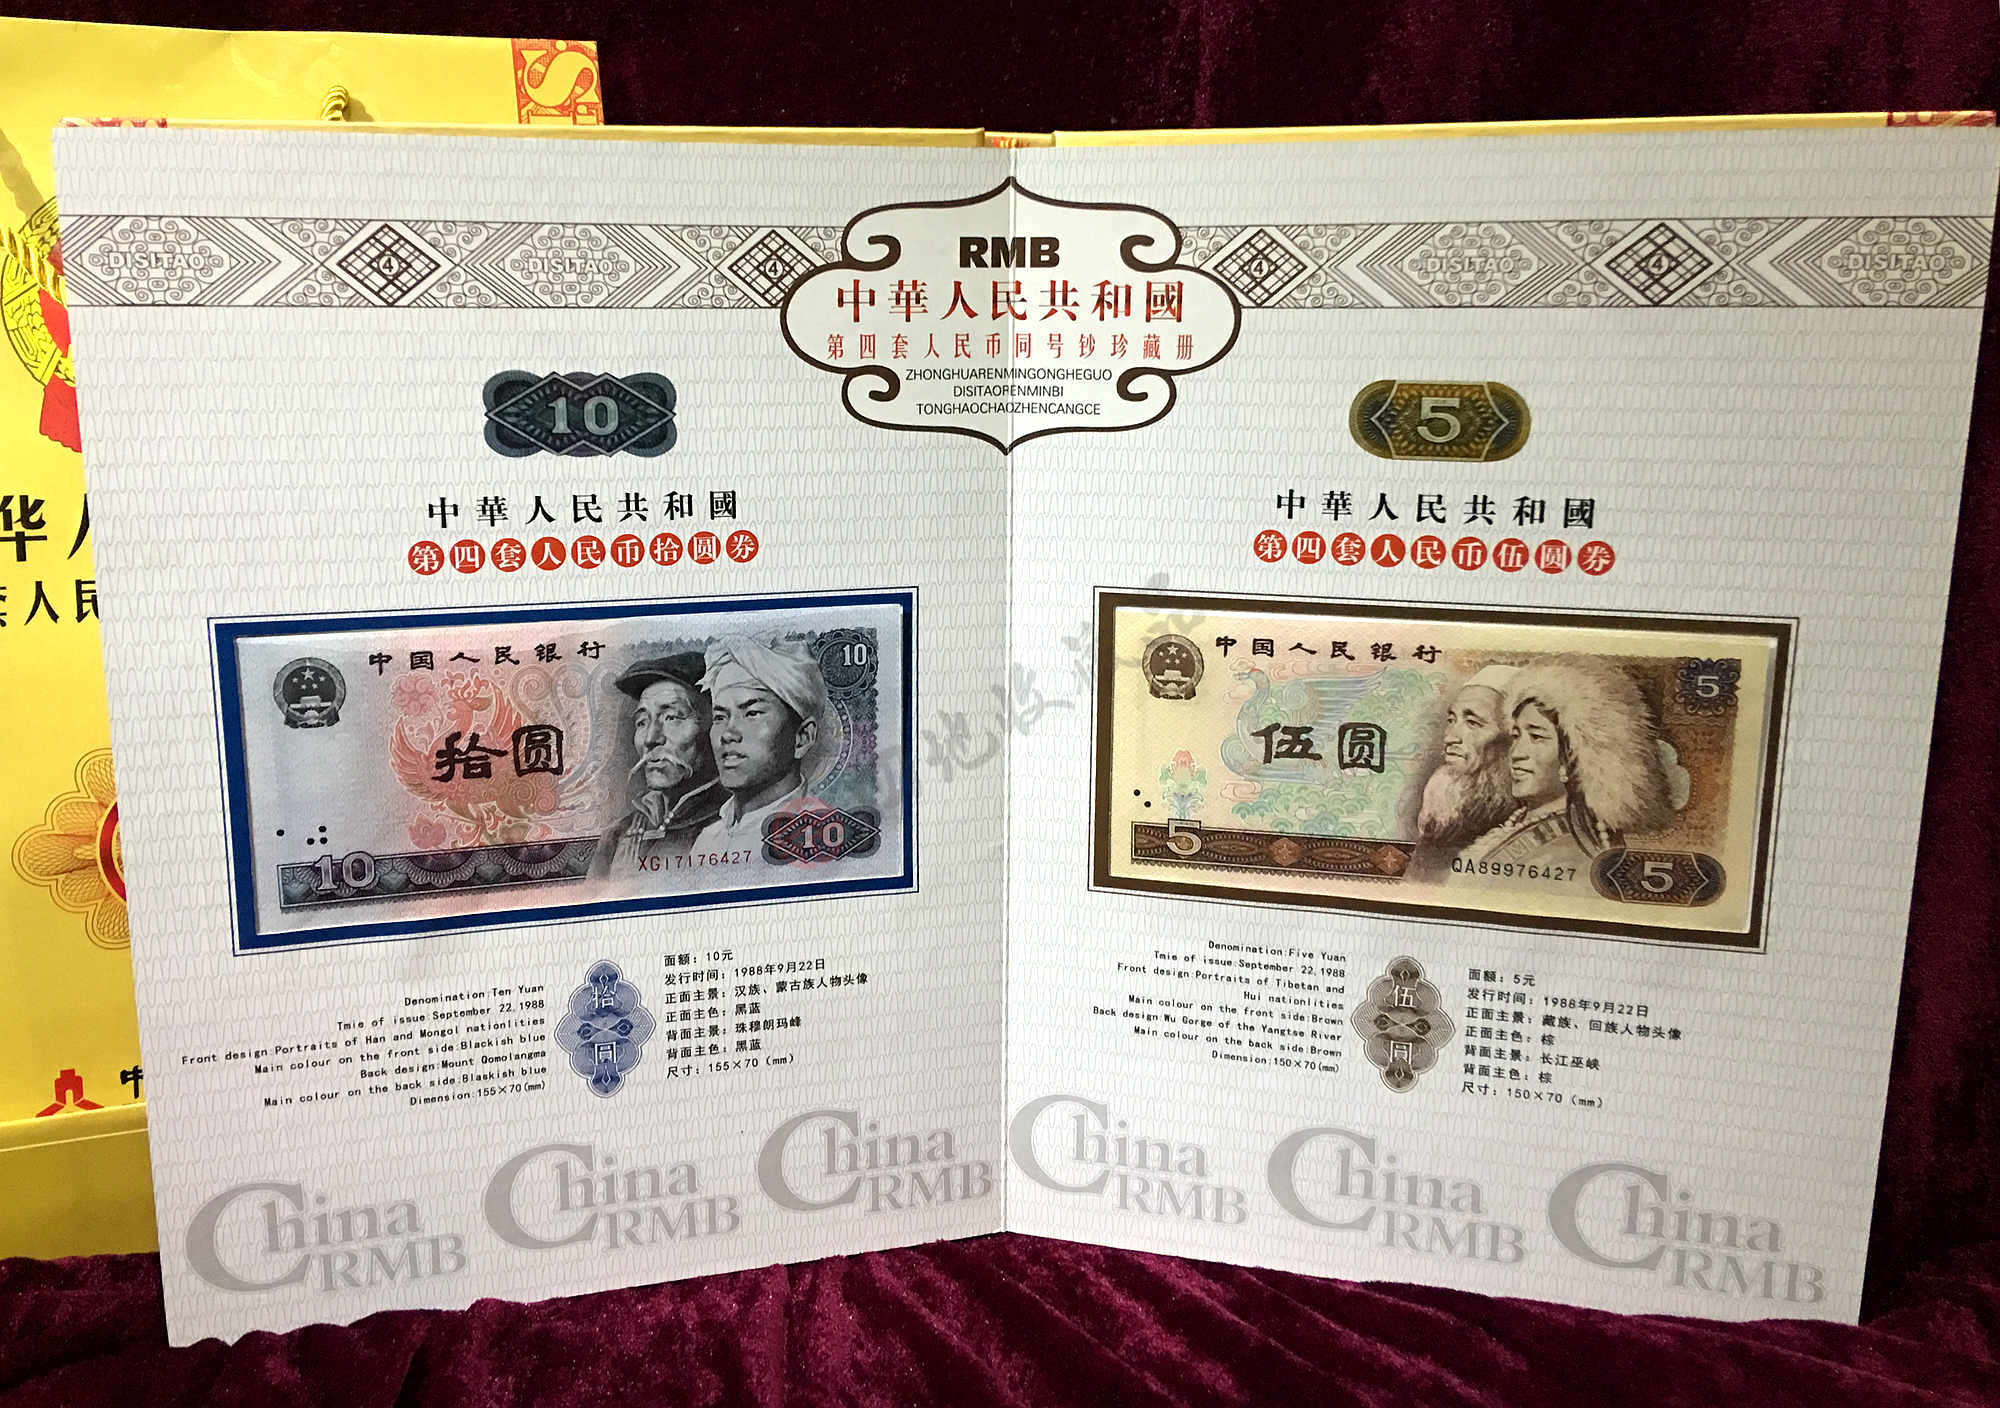 DISITAO
4
DISITAO
4
4
DISITAO
4
DISITAO
RMB
中華人民共和國
第四套人民币同号钞珍藏册
ZHONGHUARENMINGONGHEGUO
DISITAORENMINBI
TONGHAOCHAOZHENCANGCE
10
中華人民共和國
第四套人民币拾圆券
中国人民银行
10
拾圆
10
XG17176427
10
Denomination:Ten Yuan
Tmie of issue:September 22,1988
Front design:Portraits of Han and Mongol nationlities
Main colour on the front side:Blackish blue
Back design:Mount Qomolangma
Main colour on the back side:Blaskish blue
Dimension:155×70(mm)
拾
圆
面额：10元
发行时间：1988年9月22日
正面主景：汉族、蒙古族人物头像
正面主色：黑蓝
背面主景：珠穆朗玛峰
背面主色：黑蓝
尺寸：155×70（mm）
China
RMB
China
RMB
China
RMB
5
中華人民共和國
第四套人民币伍圆券
中国人民银行
5
伍圆
5
QA89976427
5
Denomination:Five Yuan
Tmie of issue:September 22,1988
Front design:Portraits of Tibetan and
Hui nationlities
Main colour on the front side:Brown
Back design:Wu Gorge of the Yangtse River
Main colour on the back side:Brown
Dimension:150×70(mm)
伍
圆
面额：5元
发行时间：1988年9月22日
正面主景：藏族、回族人物头像
正面主色：棕
背面主景：长江巫峡
背面主色：棕
尺寸：150×70（mm）
China
RMB
China
RMB
China
RMB
华人
套人民
中